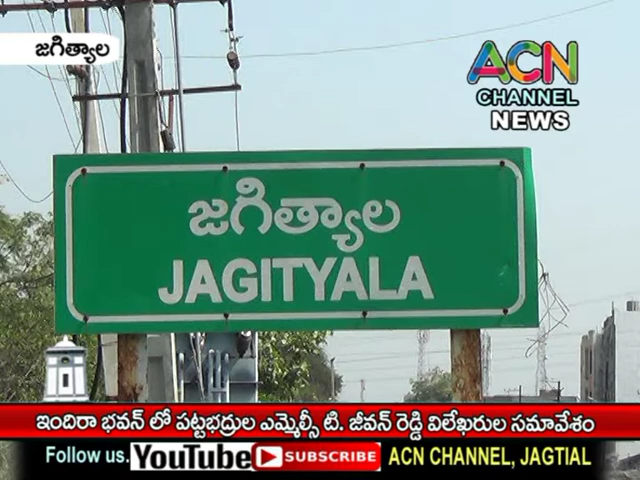 జగిత్యాల
ACN
CHANNEL
NEWS
జగిత్యాల
JAGITYALA
ఇందిరా భవన్ లో పట్టభద్రుల ఎమ్మెల్సీ టి. జీవన్ రెడ్డి విలేఖరుల సమావేశం
Follow us. YouTube SUBSCRIBE ACN CHANNEL, JAGTIAL